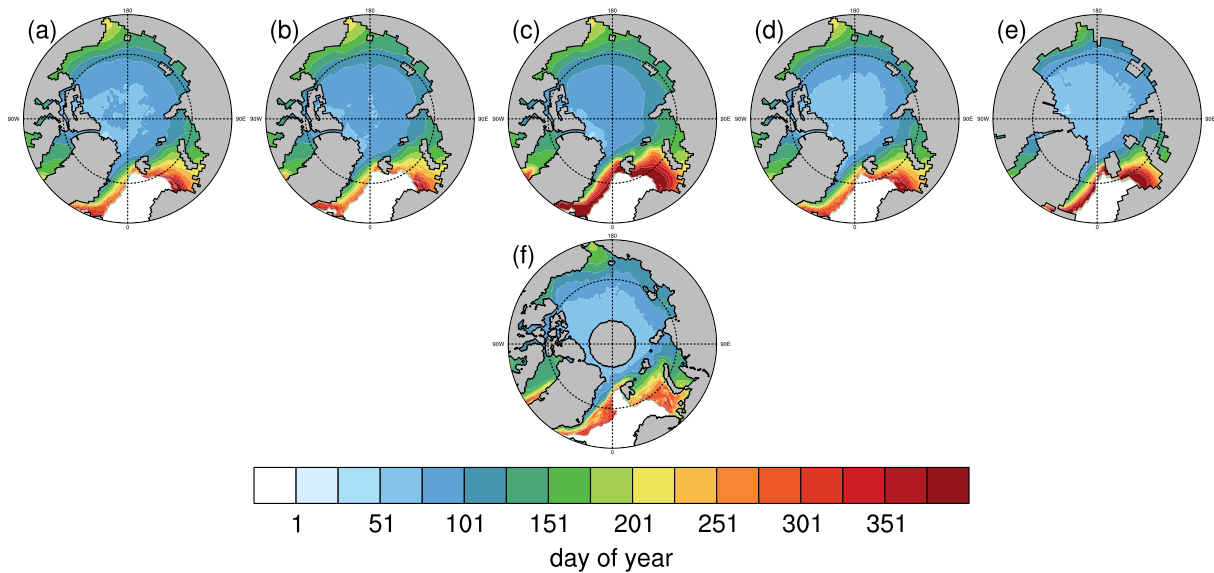 (a) (b) (c) (d) (e)
180 180 180 180 180
90W 90E 90W 90E 90W 90E 90W 90E 90W 90E
0 0 0 0 0
(f)
180
90W 90E
0
1 51 101 151 201 251 301 351
day of year